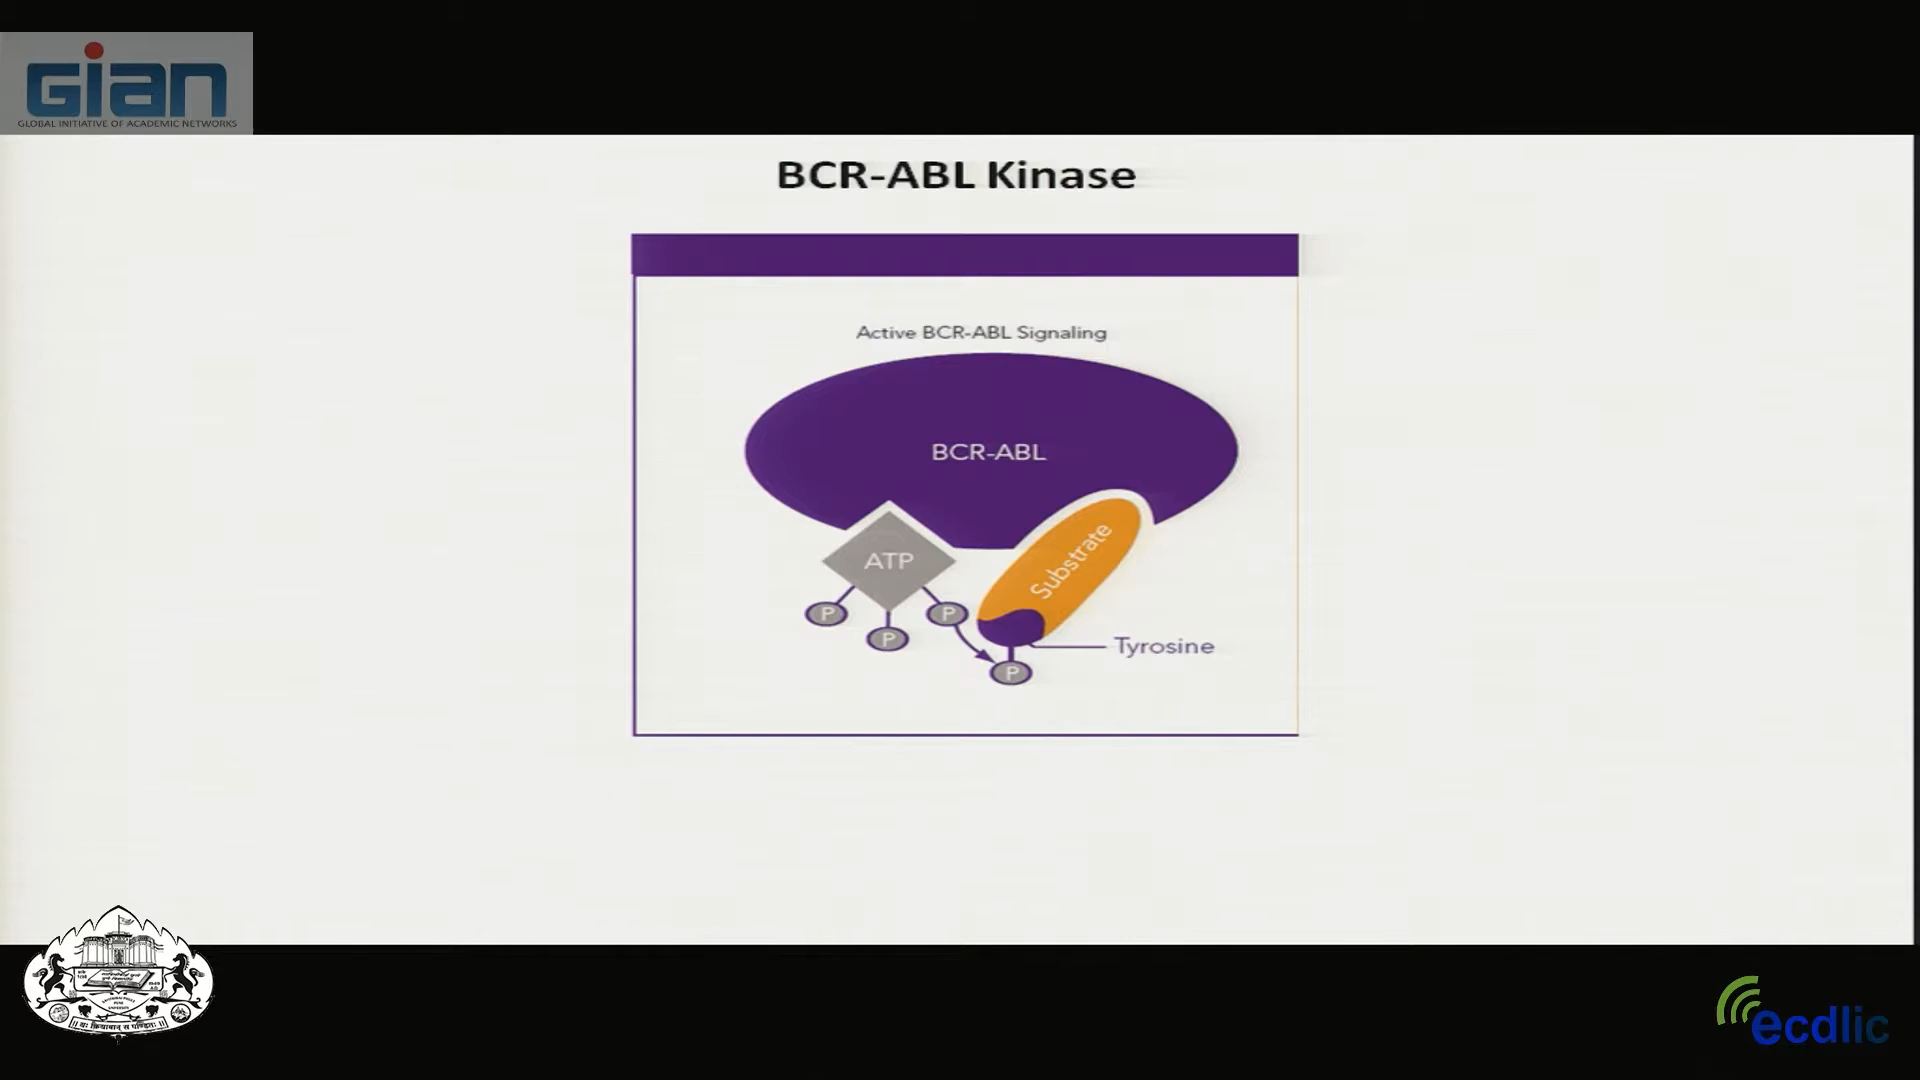 GIAN
GLOBAL INITIATIVE OF ACADEMIC NETWORKS
BCR-ABL Kinase
Active BCR-ABL Signaling
BCR-ABL
ATP
Substrate
P
P
P
Tyrosine
P
ecdlic